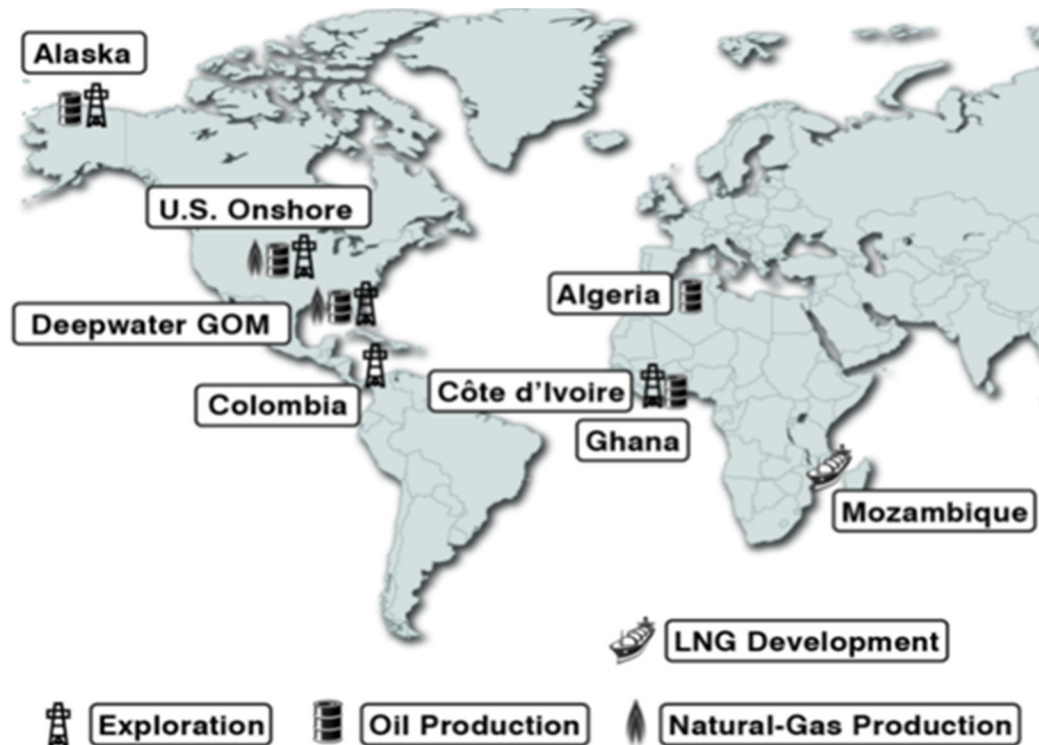 Alaska
U.S. Onshore
Deepwater GOM
Algeria
Colombia
Côte d’Ivoire
Ghana
Mozambique
LNG Development
Exploration
Oil Production
Natural-Gas Production